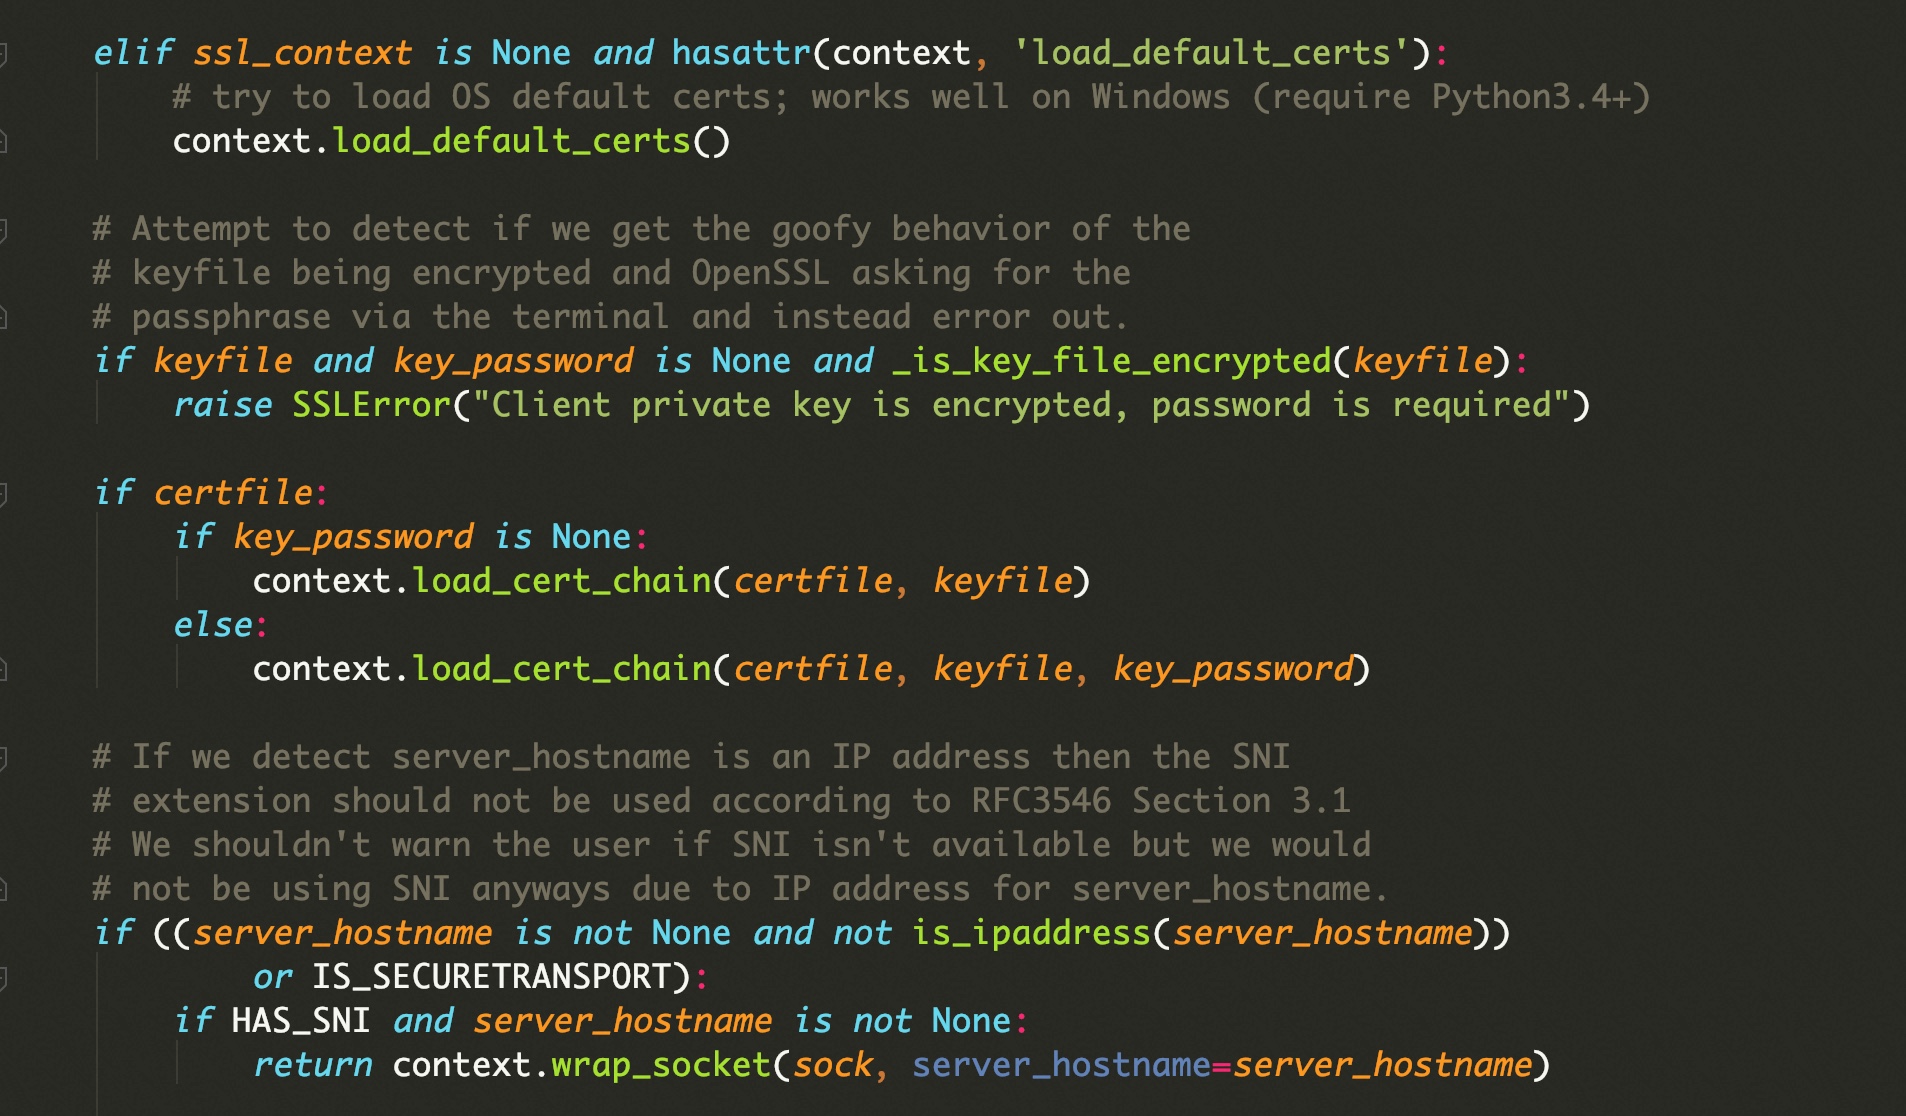 elif ssl_context is None and hasattr(context, 'load_default_certs'):
    # try to load OS default certs; works well on Windows (require Python3.4+)
    context.load_default_certs()

# Attempt to detect if we get the goofy behavior of the
# keyfile being encrypted and OpenSSL asking for the
# passphrase via the terminal and instead error out.
if keyfile and key_password is None and _is_key_file_encrypted(keyfile):
    raise SSLError("Client private key is encrypted, password is required")

if certfile:
    if key_password is None:
        context.load_cert_chain(certfile, keyfile)
    else:
        context.load_cert_chain(certfile, keyfile, key_password)

# If we detect server_hostname is an IP address then the SNI
# extension should not be used according to RFC3546 Section 3.1
# We shouldn't warn the user if SNI isn't available but we would
# not be using SNI anyways due to IP address for server_hostname.
if ((server_hostname is not None and not is_ipaddress(server_hostname))
        or IS_SECURETRANSPORT):
    if HAS_SNI and server_hostname is not None:
        return context.wrap_socket(sock, server_hostname=server_hostname)